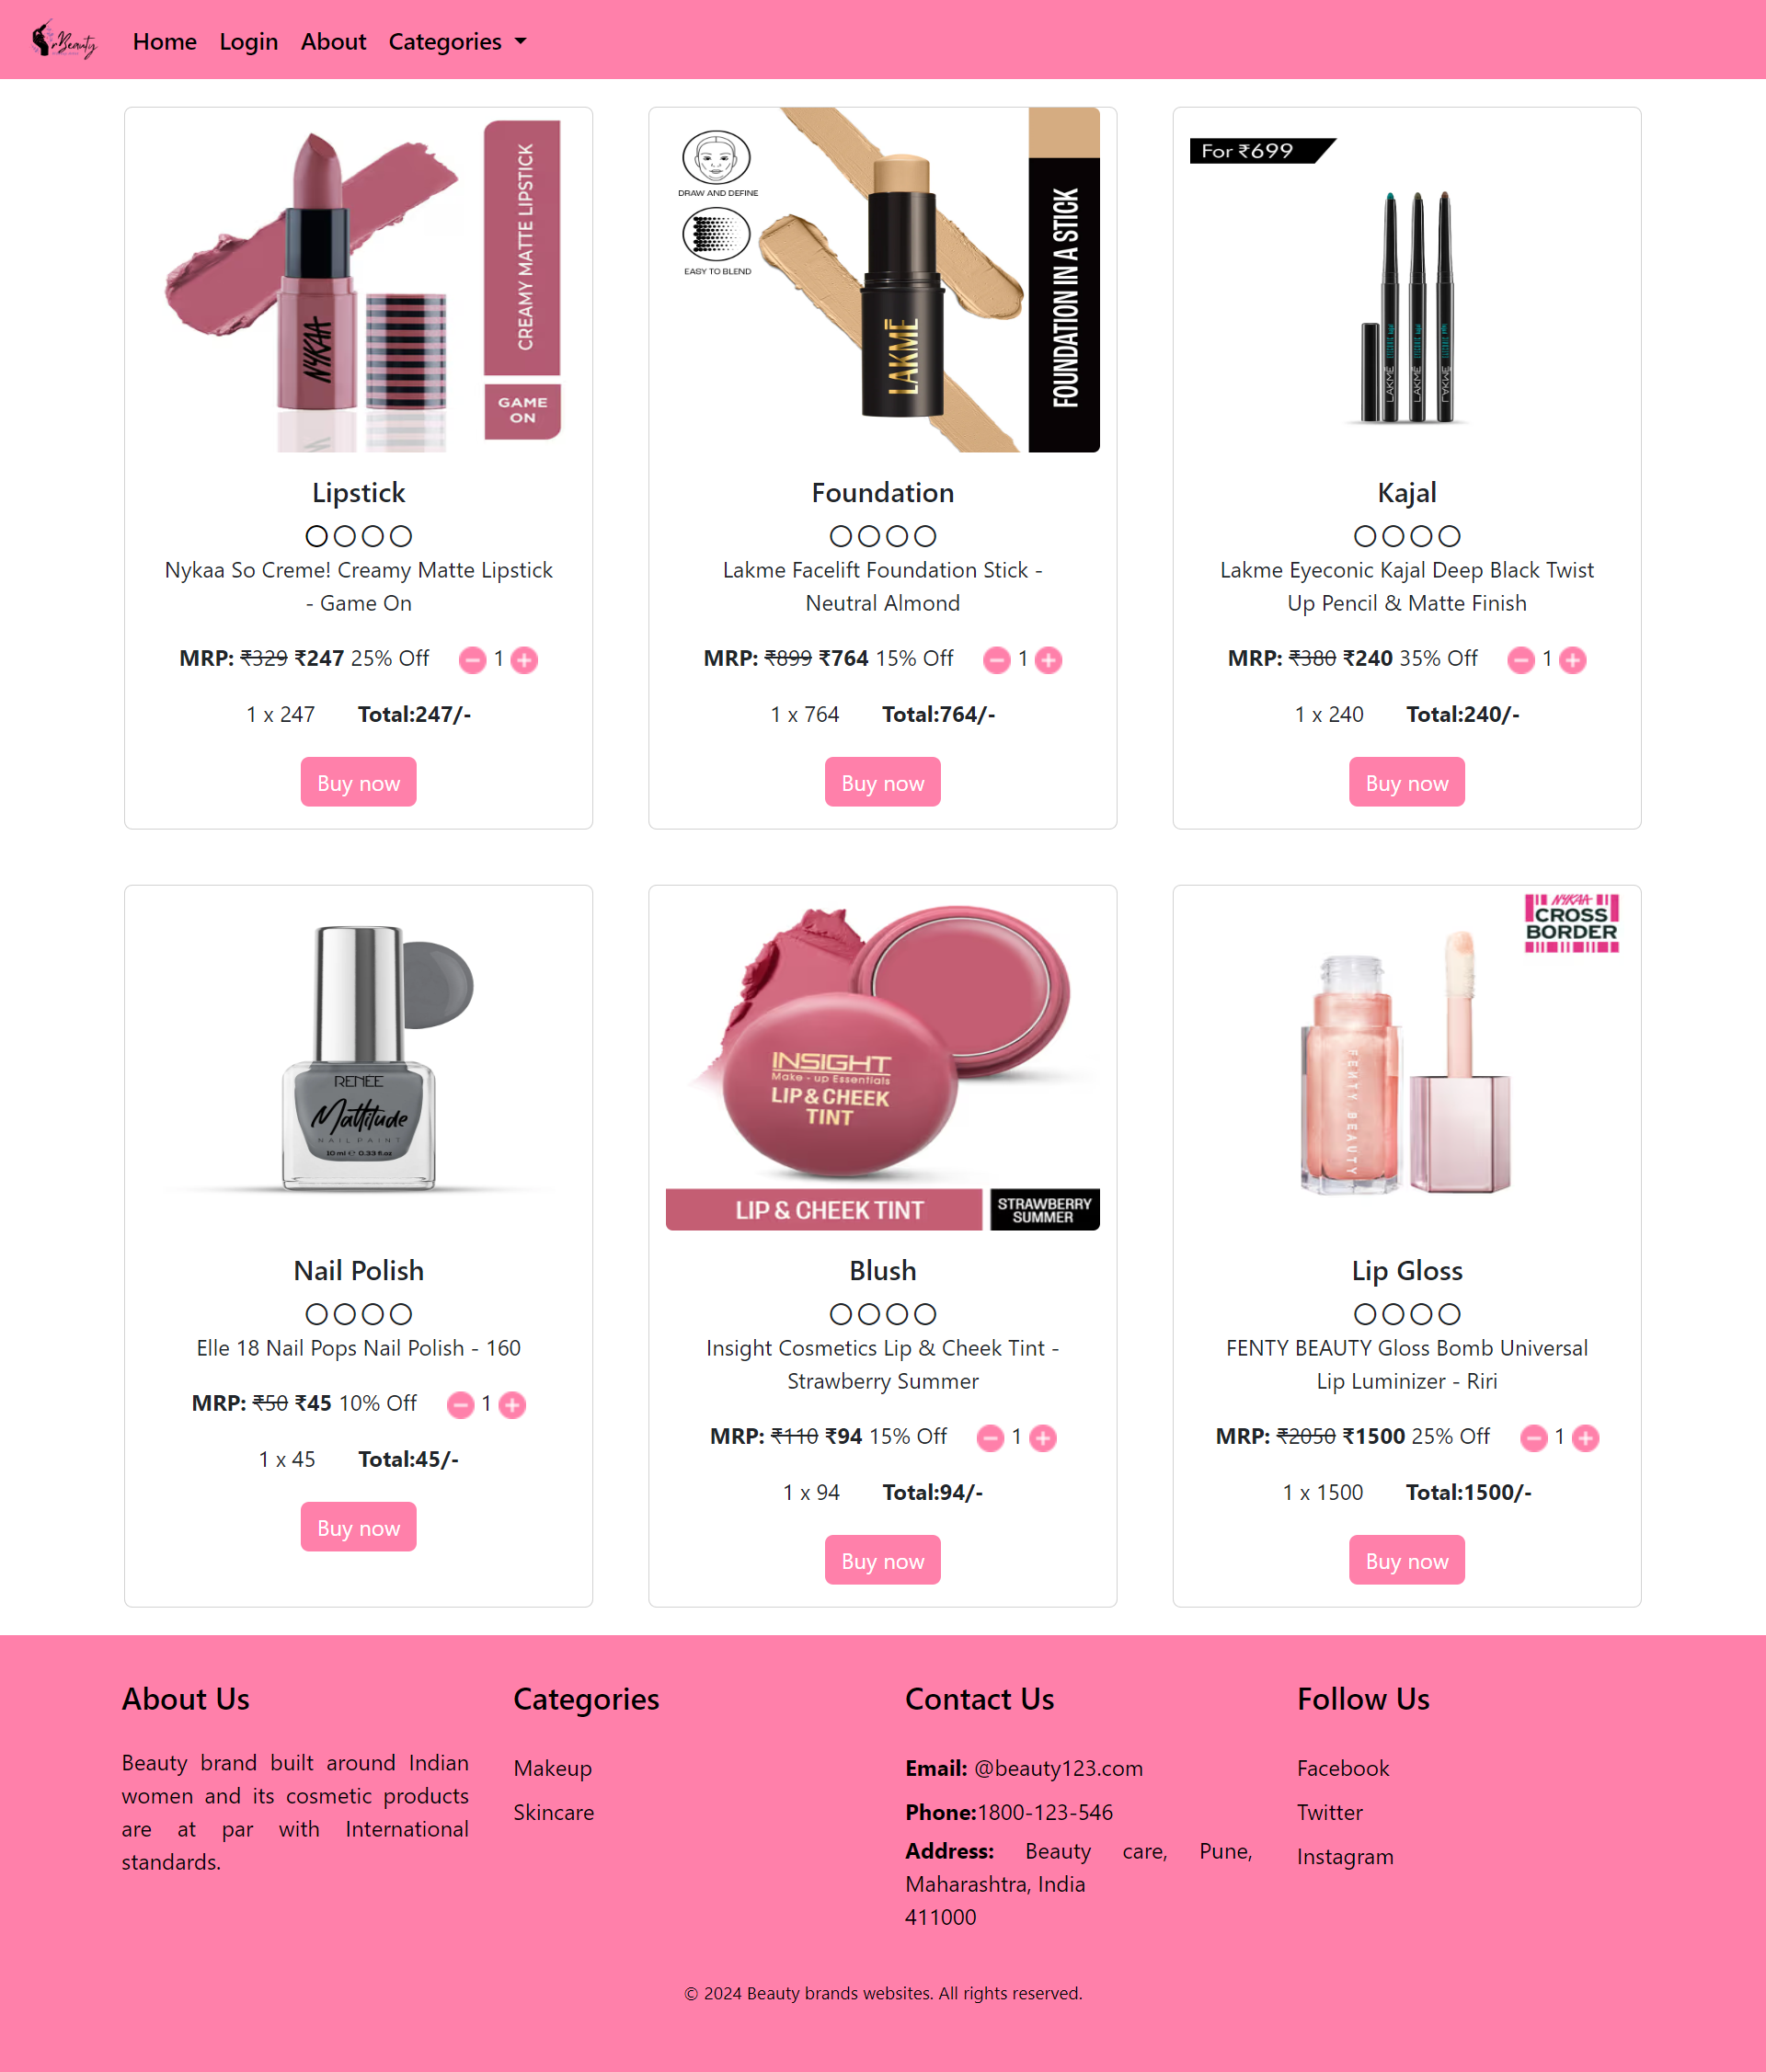 rBeauty
Home Login About Categories
CREAMY MATTE LIPSTICK
GAME
ON
NYKAA
Lipstick
Nykaa So Creme! Creamy Matte Lipstick
- Game On
MRP: ₹329 ₹247 25% Off 1
1 x 247 Total:247/-
Buy now
DRAW AND DEFINE
EASY TO BLEND
LAKMĒ
FOUNDATION IN A STICK
Foundation
Lakme Facelift Foundation Stick -
Neutral Almond
MRP: ₹899 ₹764 15% Off 1
1 x 764 Total:764/-
Buy now
For ₹699
LAKMĒ
LAKMĒ
LAKMĒ
Kajal
Lakme Eyeconic Kajal Deep Black Twist
Up Pencil & Matte Finish
MRP: ₹380 ₹240 35% Off 1
1 x 240 Total:240/-
Buy now
RENÉE
Mattitude
NAIL PAINT
10 ml ℮ 0.33 fl.oz
Nail Polish
Elle 18 Nail Pops Nail Polish - 160
MRP: ₹50 ₹45 10% Off 1
1 x 45 Total:45/-
Buy now
INSIGHT
Make - up Essentials
LIP & CHEEK
TINT
LIP & CHEEK TINT
STRAWBERRY
SUMMER
Blush
Insight Cosmetics Lip & Cheek Tint -
Strawberry Summer
MRP: ₹110 ₹94 15% Off 1
1 x 94 Total:94/-
Buy now
NYKAA
CROSS
BORDER
FENTY BEAUTY
Lip Gloss
FENTY BEAUTY Gloss Bomb Universal
Lip Luminizer - Riri
MRP: ₹2050 ₹1500 25% Off 1
1 x 1500 Total:1500/-
Buy now
About Us
Beauty brand built around Indian
women and its cosmetic products
are at par with International
standards.
Categories
Makeup
Skincare
Contact Us
Email: @beauty123.com
Phone:1800-123-546
Address: Beauty care, Pune,
Maharashtra, India
411000
Follow Us
Facebook
Twitter
Instagram
© 2024 Beauty brands websites. All rights reserved.